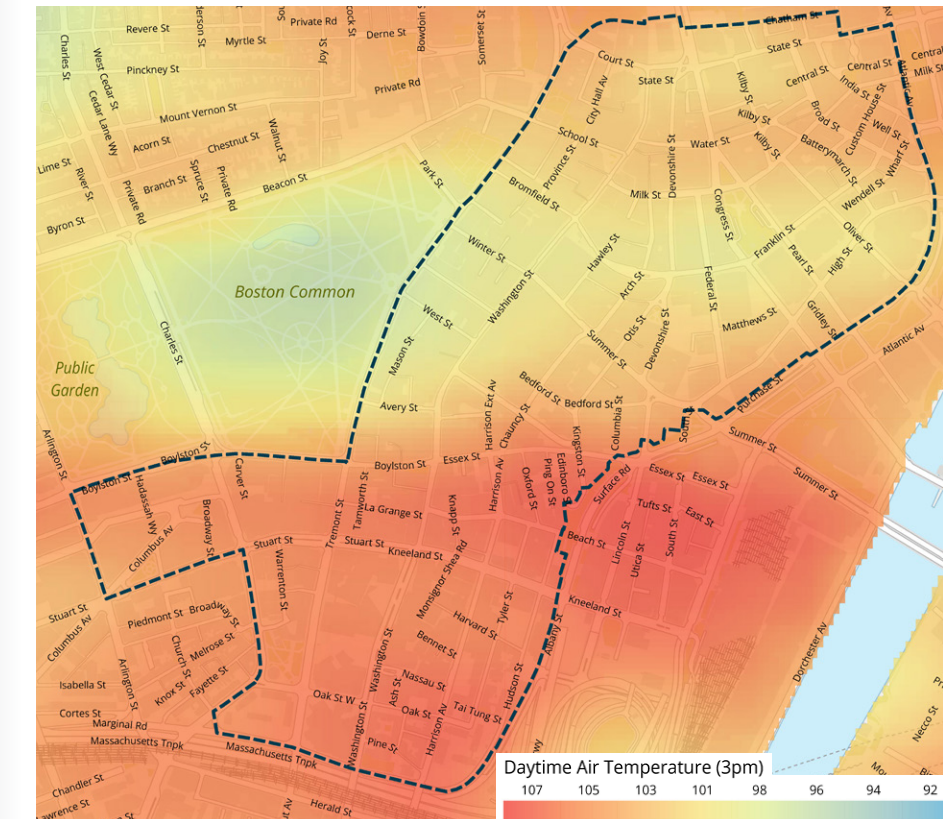 Revere St
Private Rd
Derne St
Bowdoin
Somerset St
Chatham St
Charles St
Myrtle St
Joy St
Court St
State St
State St
Central St
Central
Milk St
West Cedar St
Pinckney St
Private Rd
City Hall Av
Kilby St
Central St
India St
Atlantic Av
Cedar Lane Wy
Mount Vernon St
Kilby St
Broad St
Custom House St
Well St
Acorn St
Chestnut St
Walnut St
School St
Province St
Devonshire St
Water St
Kilby St
Batterymarch St
Wharf St
Lime St
River St
Private Rd
Branch St
Spruce St
Private Rd
Beacon St
Park St
Bromfield St
Milk St
Congress St
Wendell St
Byron St
Winter St
Hawley St
Franklin St
Oliver St
Pearl St
High St
Boston Common
Washington St
Arch St
Federal St
West St
Otis St
Devonshire St
Matthews St
Gridley St
Charles St
Mason St
Summer St
Atlantic Av
Public
Garden
Avery St
Harrison Ext Av
Bedford St
Chauncy St
Bedford St
Columbia St
Purchase St
South St
Arlington St
Boylston St
Kingston St
Summer St
Boylston St
Carver St
Boylston St
Essex St
Harrison Av
Oxford St
Ping On St
Edinboro St
Surface Rd
Essex St
Essex St
Summer St
Hadassah Wy
Columbus Av
Broadway St
Tremont St
Tamworth St
La Grange St
Knapp St
Tufts St
East St
Stuart St
Stuart St
Kneeland St
Beach St
Lincoln St
Utica St
South St
Warrenton St
Monsignor Shea Rd
Stuart St
Columbus Av
Piedmont St
Broadway St
Harvard St
Tyler St
Kneeland St
Albany St
Dorchester Av
Church St
Melrose St
Bennet St
Washington St
Arlington St
Isabella St
Knox St
Fayette St
Oak St W
Ash St
Nassau St
Hudson St
Oak St
Tai Tung St
Cortes St
Marginal Rd
Massachusetts Tnpk
Massachusetts Tnpk
Washington St
Pine St
Harrison Av
Necco St
Chandler St
Lawrence St
Herald St
Daytime Air Temperature (3pm)
107 105 103 101 98 96 94 92